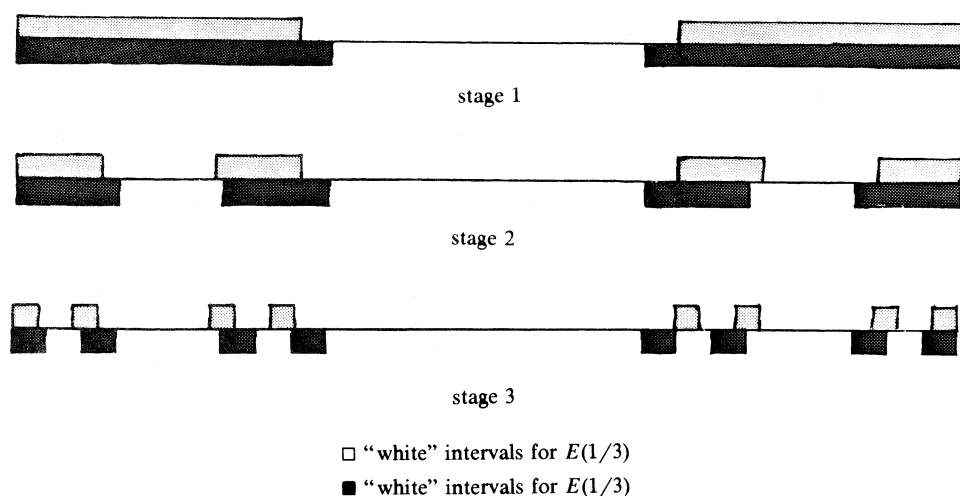 stage 1
stage 2
stage 3
□ “white” intervals for E(1/3)
■ “white” intervals for E(1/3)